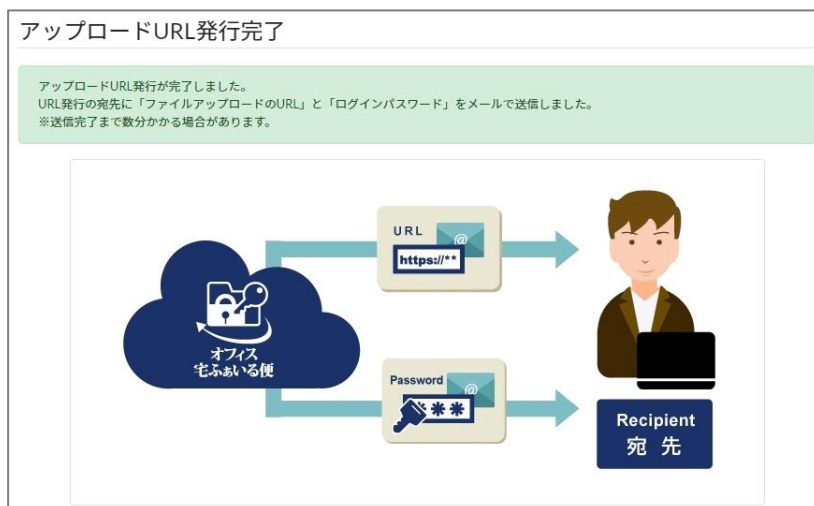 アップロードURL発行完了
アップロードURL発行が完了しました。
URL発行の宛先に「ファイルアップロードのURL」と「ログインパスワード」をメールで送信しました。
※送信完了まで数分かかる場合があります。
URL
@
https://**
オフィス
宅ふぁいる便
Password
@
***
Recipient
宛 先